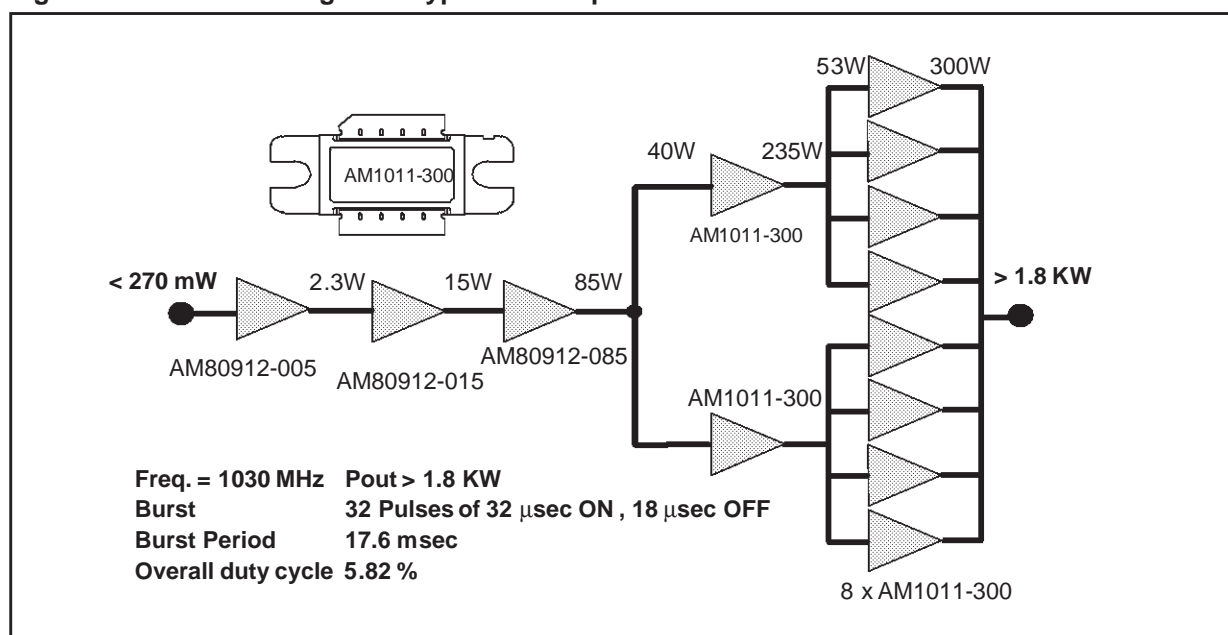 53W 300W
40W 235W
AM1011-300
AM1011-300
< 270 mW 2.3W 15W 85W > 1.8 KW
AM80912-005 AM80912-015 AM80912-085
AM1011-300
Freq. = 1030 MHz Pout > 1.8 KW
Burst 32 Pulses of 32 μsec ON , 18 μsec OFF
Burst Period 17.6 msec
Overall duty cycle 5.82 %
8 x AM1011-300